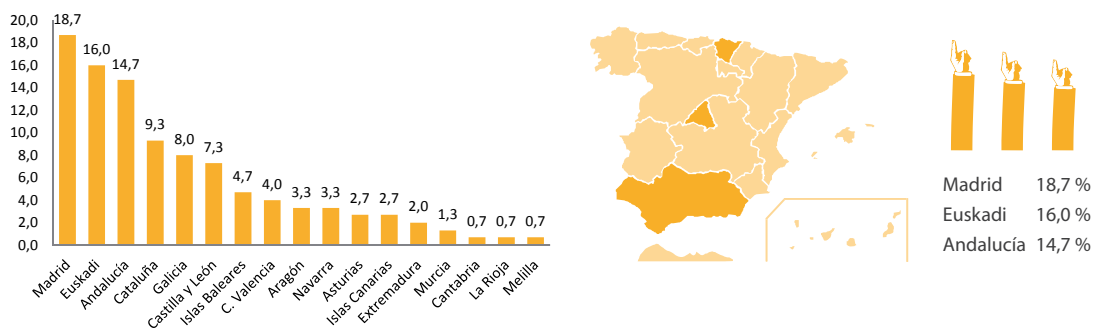 20,0
18,0
16,0
14,0
12,0
10,0
8,0
6,0
4,0
2,0
0,0
18,7
16,0
14,7
9,3
8,0
7,3
4,7
4,0
3,3
3,3
2,7
2,7
2,0
1,3
0,7
0,7
0,7
Madrid
Euskadi
Andalucía
Cataluña
Galicia
Castilla y León
Islas Baleares
C. Valencia
Aragón
Navarra
Asturias
Islas Canarias
Extremadura
Murcia
Cantabria
La Rioja
Melilla
Madrid 18,7 %
Euskadi 16,0 %
Andalucía 14,7 %